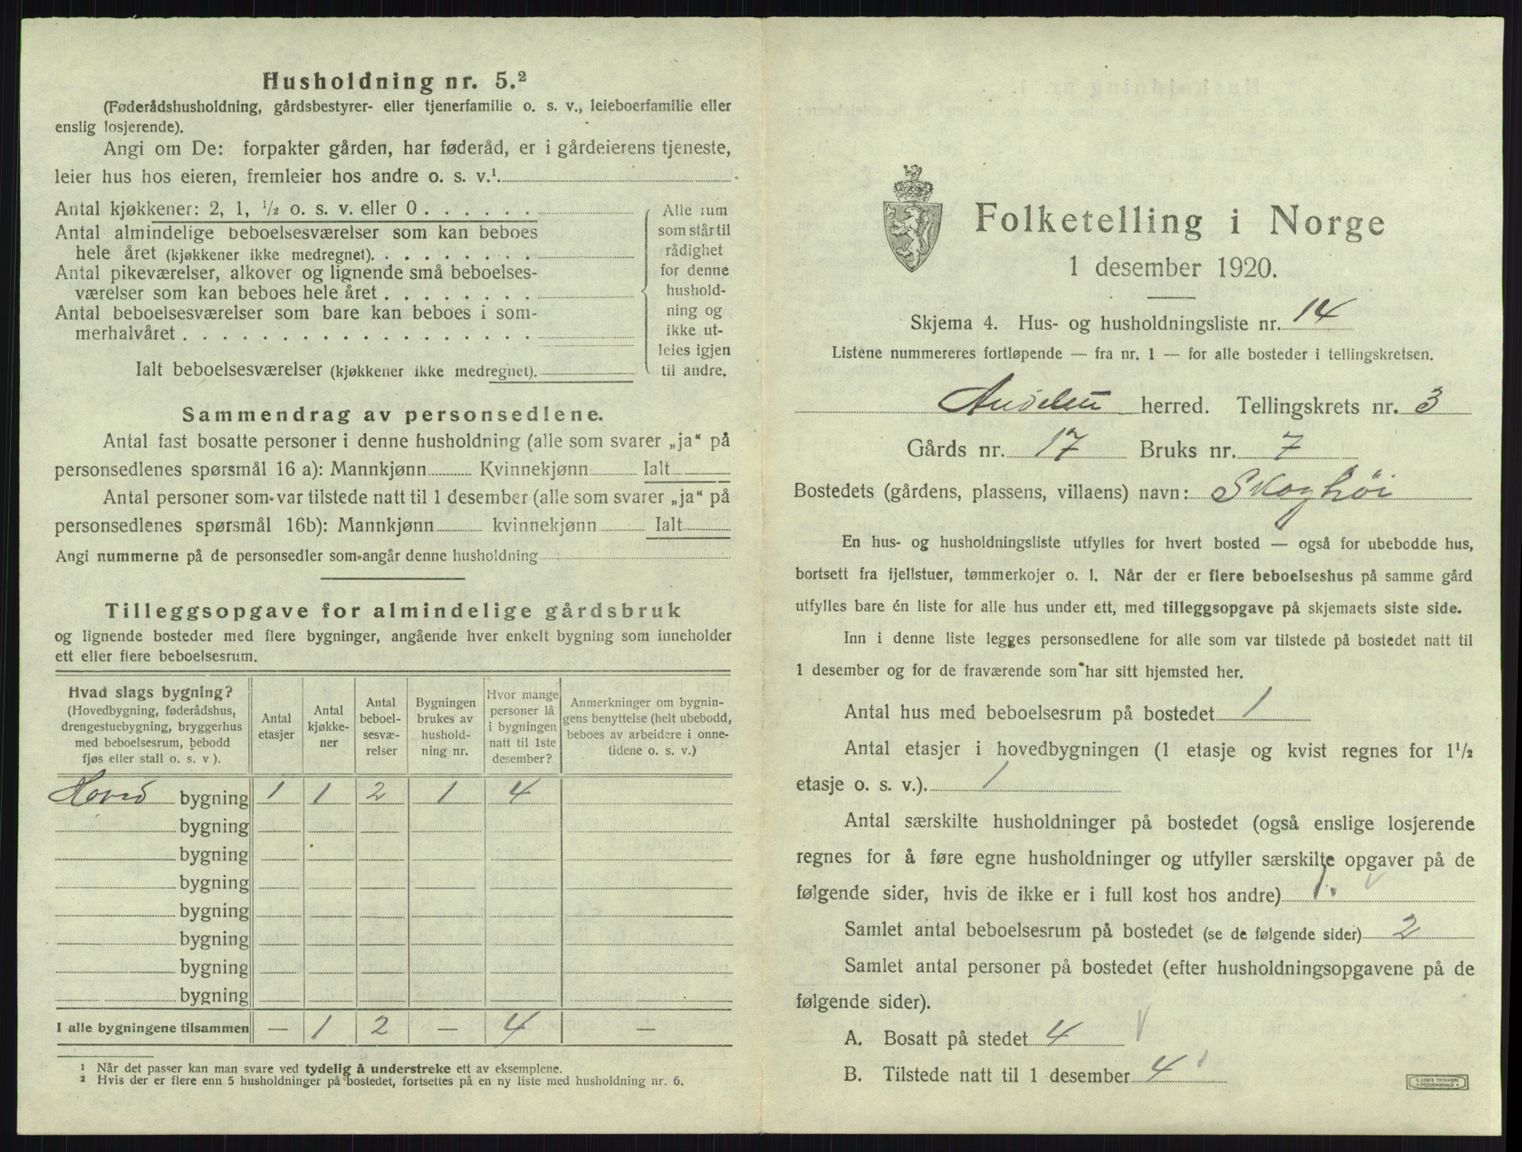 Husholdning nr. 5.²
(Føderådshusholdning, gårdsbestyrer- eller tjenerfamilie o. s. v., leieboerfamilie eller
enslig losjerende).
Angi om De: forpakter gården, har føderåd, er i gårdeierens tjeneste,
leier hus hos eieren, fremleier hos andre o. s. v.¹
Antal kjøkkener: 2, 1, ½ o. s. v. eller 0
Antal almindelige beboelsesværelser som kan beboes
hele året (kjøkkener ikke medregnet).
Antal pikeværelser, alkover og lignende små beboelses-
værelser som kan beboes hele året
Antal beboelsesværelser som bare kan beboes i som-
merhalvåret
Ialt beboelsesværelser (kjøkkener ikke medregnet).
Alle rum
som står til
rådighet
for denne
hushold-
ning og
ikke ut-
leies igjen
til andre.
Sammendrag av personsedlene.
Antal fast bosatte personer i denne husholdning (alle som svarer „ja“ på
personsedlenes spørsmål 16 a): Mannkjønn Kvinnekjønn Ialt
Antal personer som var tilstede natt til 1 desember (alle som svarer „ja“ på
personsedlenes spørsmål 16b): Mannkjønn kvinnekjønn Ialt
Angi nummerne på de personsedler som angår denne husholdning
Tilleggsopgave for almindelige gårdsbruk
og lignende bosteder med flere bygninger, angående hver enkelt bygning som inneholder
ett eller flere beboelsesrum.
Hvad slags bygning?
(Hovedbygning, føderådshus,
drengestuebygning, bryggerhus
med beboelsesrum, bebodd
fjøs eller stall o. s. v ).
Antal
etasjer
Antal
kjøkke-
ner
Antal
beboel-
sesvæ-
relser
Bygningen
brukes av
hushold-
ning nr.
Hvor mange
personer lå
i bygningen
natt til 1ste
desember?
Anmerkninger om bygnin-
gens benyttelse (helt ubebodd,
beboes av arbeidere i onne-
tidene o. s. v.)
Hoved bygning 1 1 2 1 4
bygning
bygning
bygning
bygning
bygning
bygning
bygning
I alle bygningene tilsammen — 1 2 — 4 —
¹ Når det passer kan man svare ved tydelig å understreke ett av eksemplene.
² Hvis der er flere enn 5 husholdninger på bostedet, fortsettes på en ny liste med husholdning nr. 6.
Folketelling i Norge
1 desember 1920.
Skjema 4. Hus- og husholdningsliste nr. 14
Listene nummereres fortløpende — fra nr. 1 — for alle bosteder i tellingskretsen.
herred. Tellingskrets nr. 3
Gårds nr. 17 Bruks nr. 7
Bostedets (gårdens, plassens, villaens) navn: Skoghöi
En hus- og husholdningsliste utfylles for hvert bosted — også for ubebodde hus,
bortsett fra fjellstuer, tømmerkojer o. l. Når der er flere beboelseshus på samme gård
utfylles bare én liste for alle hus under ett, med tilleggsopgave på skjemaets siste side.
Inn i denne liste legges personsedlene for alle som var tilstede på bostedet natt til
1 desember og for de fraværende som har sitt hjemsted her.
Antal hus med beboelsesrum på bostedet 1
Antal etasjer i hovedbygningen (1 etasje og kvist regnes for 1½
etasje o. s. v.). 1
Antal særskilte husholdninger på bostedet (også enslige losjerende
regnes for å føre egne husholdninger og utfyller særskilte opgaver på de
følgende sider, hvis de ikke er i full kost hos andre) 1.
Samlet antal beboelsesrum på bostedet (se de følgende sider) 2
Samlet antal personer på bostedet (efter husholdningsopgavene på de
følgende sider).
A. Bosatt på stedet 4
B. Tilstede natt til 1 desember 4